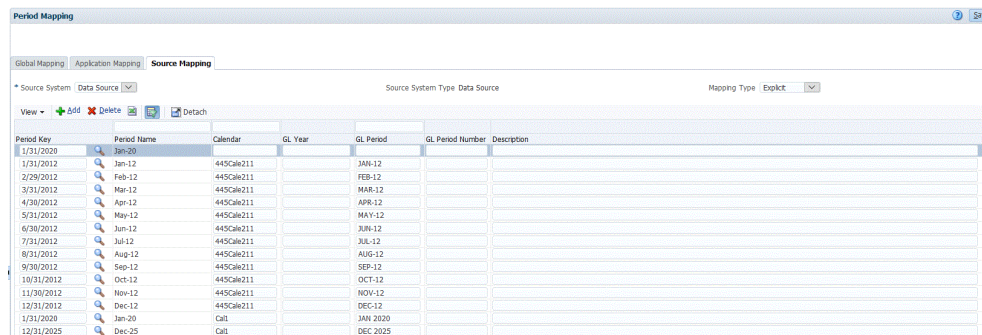 Period Mapping
Sa
Global Mapping Application Mapping Source Mapping
* Source System Data Source Source System Type Data Source Mapping Type Explicit
View Add Delete Detach
Period Key Period Name Calendar GL Year GL Period GL Period Number Description
1/31/2020 Jan-20
1/31/2012 Jan-12 445Cale211 JAN-12
2/29/2012 Feb-12 445Cale211 FEB-12
3/31/2012 Mar-12 445Cale211 MAR-12
4/30/2012 Apr-12 445Cale211 APR-12
5/31/2012 May-12 445Cale211 MAY-12
6/30/2012 Jun-12 445Cale211 JUN-12
7/31/2012 Jul-12 445Cale211 JUL-12
8/31/2012 Aug-12 445Cale211 AUG-12
9/30/2012 Sep-12 445Cale211 SEP-12
10/31/2012 Oct-12 445Cale211 OCT-12
11/30/2012 Nov-12 445Cale211 NOV-12
12/31/2012 Dec-12 445Cale211 DEC-12
1/31/2020 Jan-20 Cal1 JAN 2020
12/31/2025 Dec-25 Cal1 DEC 2025